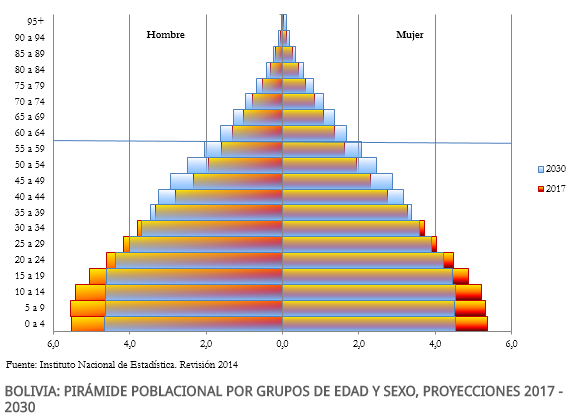 95+
90 a 94
85 a 89
80 a 84
75 a 79
70 a 74
65 a 69
60 a 64
55 a 59
50 a 54
45 a 49
40 a 44
35 a 39
30 a 34
25 a 29
20 a 24
15 a 19
10 a 14
5 a 9
0 a 4
Hombre Mujer
2030
2017
6,0 4,0 2,0 0,0 2,0 4,0 6,0
Fuente: Instituto Nacional de Estadística. Revisión 2014
BOLIVIA: PIRÁMIDE POBLACIONAL POR GRUPOS DE EDAD Y SEXO, PROYECCIONES 2017 -
2030